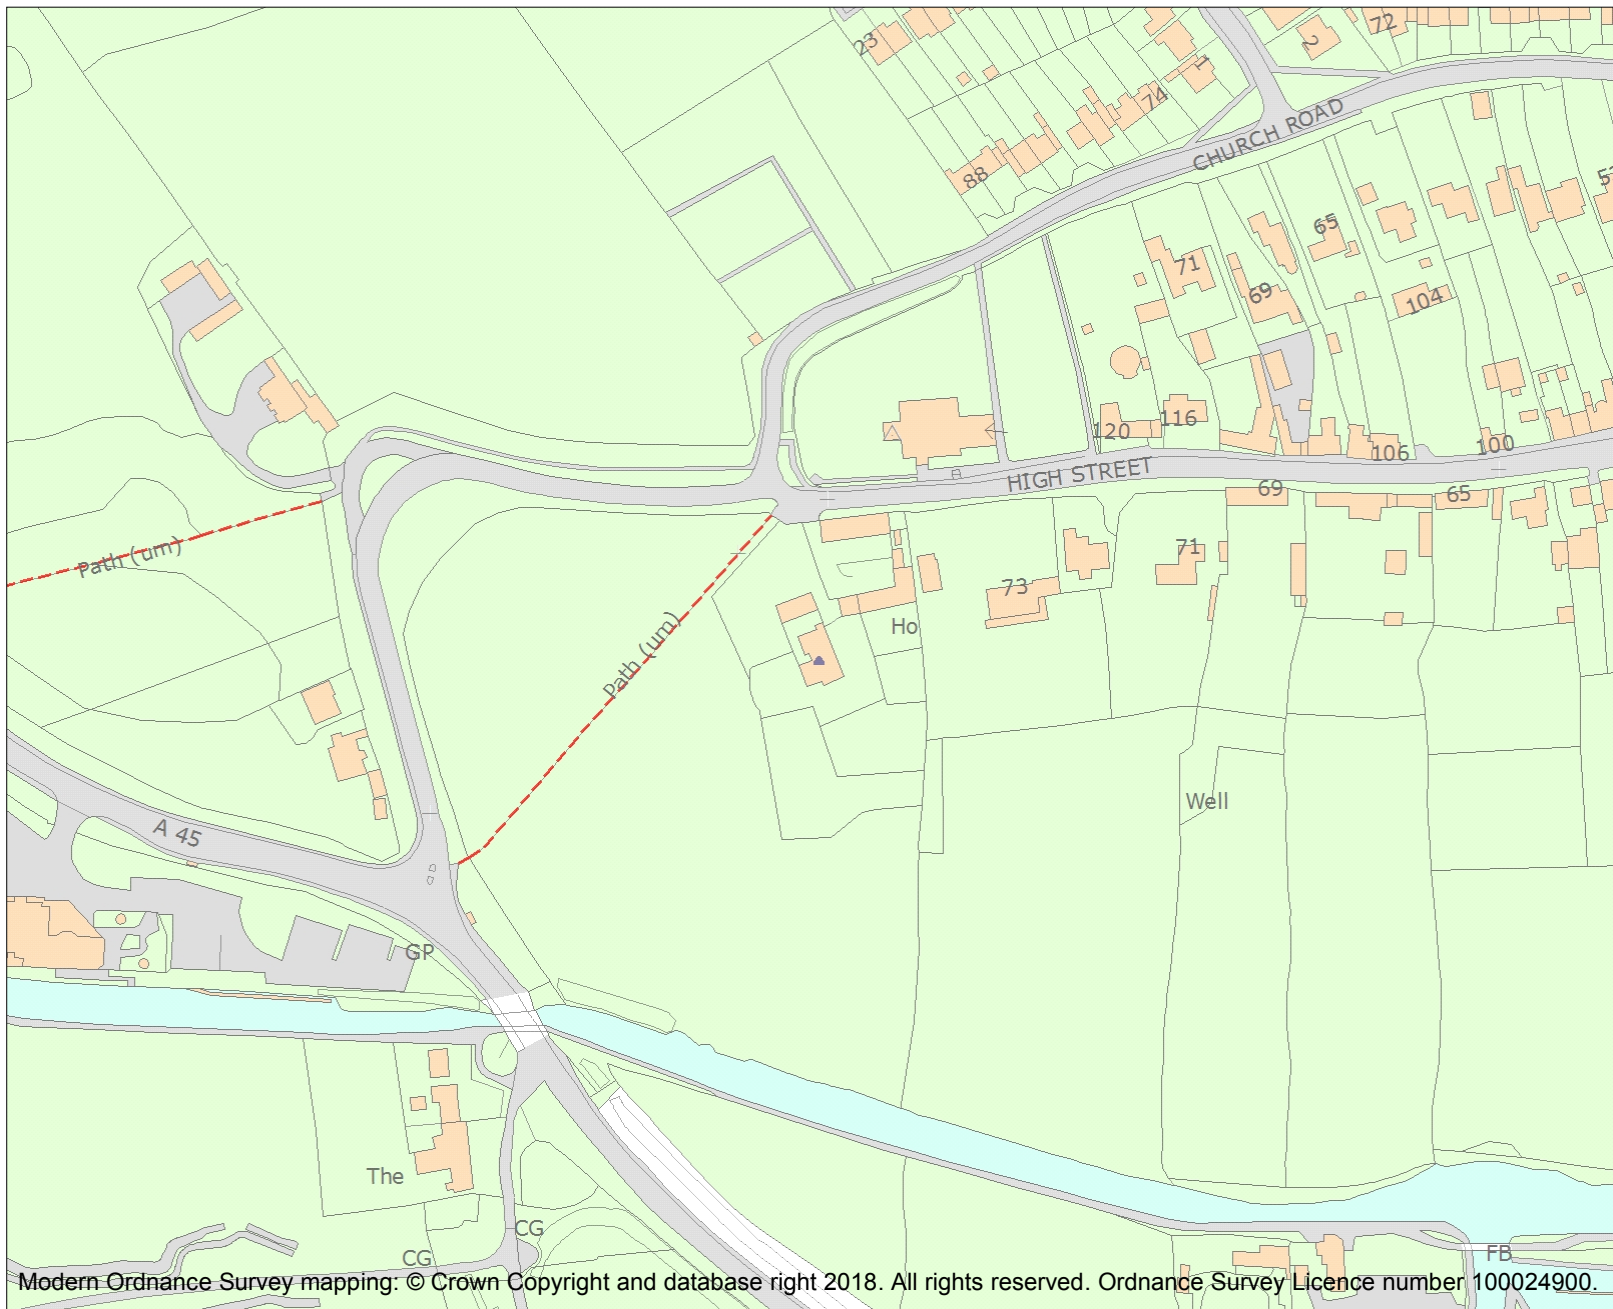 23
2
72
1
74
CHURCH ROAD
88
65
71
69
104
120
116
106
100
HIGH STREET
69
65
Path (um)
71
73
Path (um)
Ho
Well
A 45
GP
The
CG
CG
FB
Modern Ordnance Survey mapping: © Crown Copyright and database right 2018. All rights reserved. Ordnance Survey Licence number 100024900.